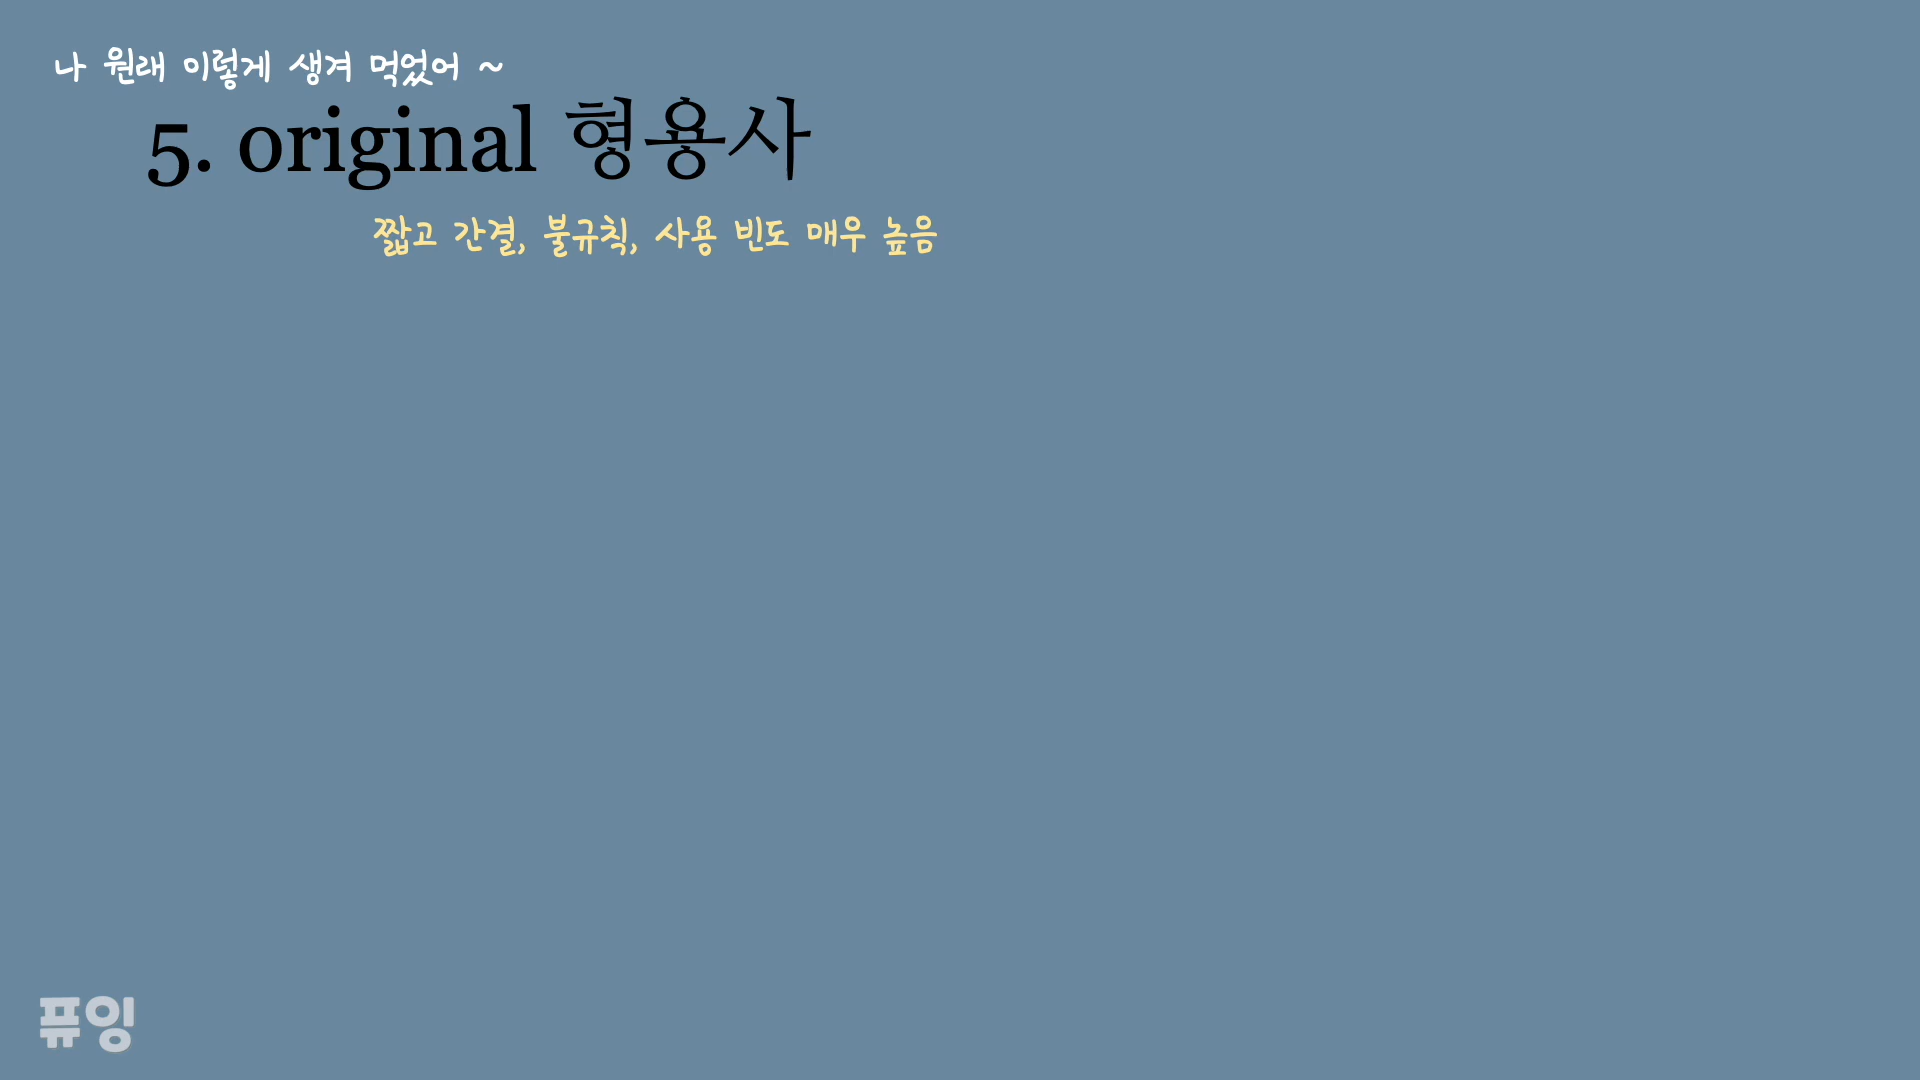 나 원래 이렇게 생겨 먹었어 ~
5. original 형용사
짧고 간결, 불규칙, 사용 빈도 매우 높음
퓨잉